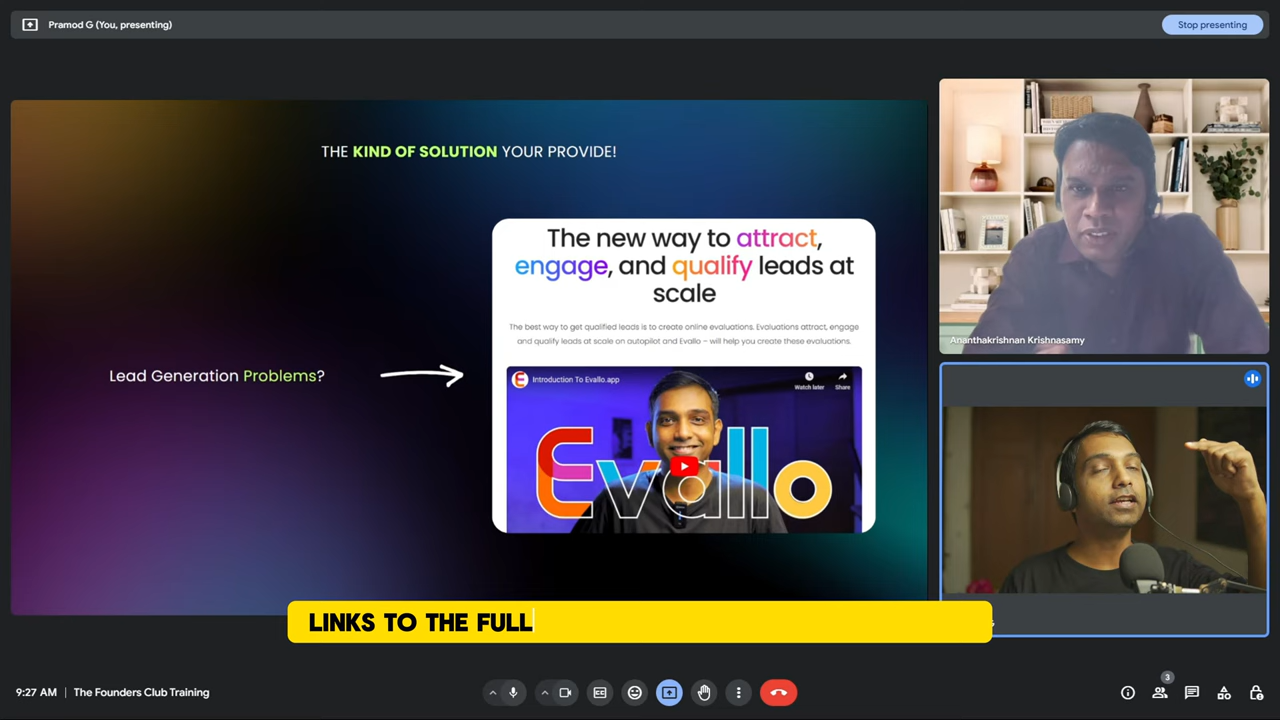 Pramod G (You, presenting)
Stop presenting
THE KIND OF SOLUTION YOUR PROVIDE!
The new way to attract,
engage, and qualify leads at
scale
The best way to get qualified leads is to create online evaluations. Evaluations attract, engage
and qualify leads at scale on autopilot and Evallo – will help you create these evaluations.
Lead Generation Problems?
E
Introduction To Evallo.app
Watch later
Share
Evallo
Ananthakrishnan Krishnasamy
LINKS TO THE FULL
9:27 AM | The Founders Club Training
CC
3